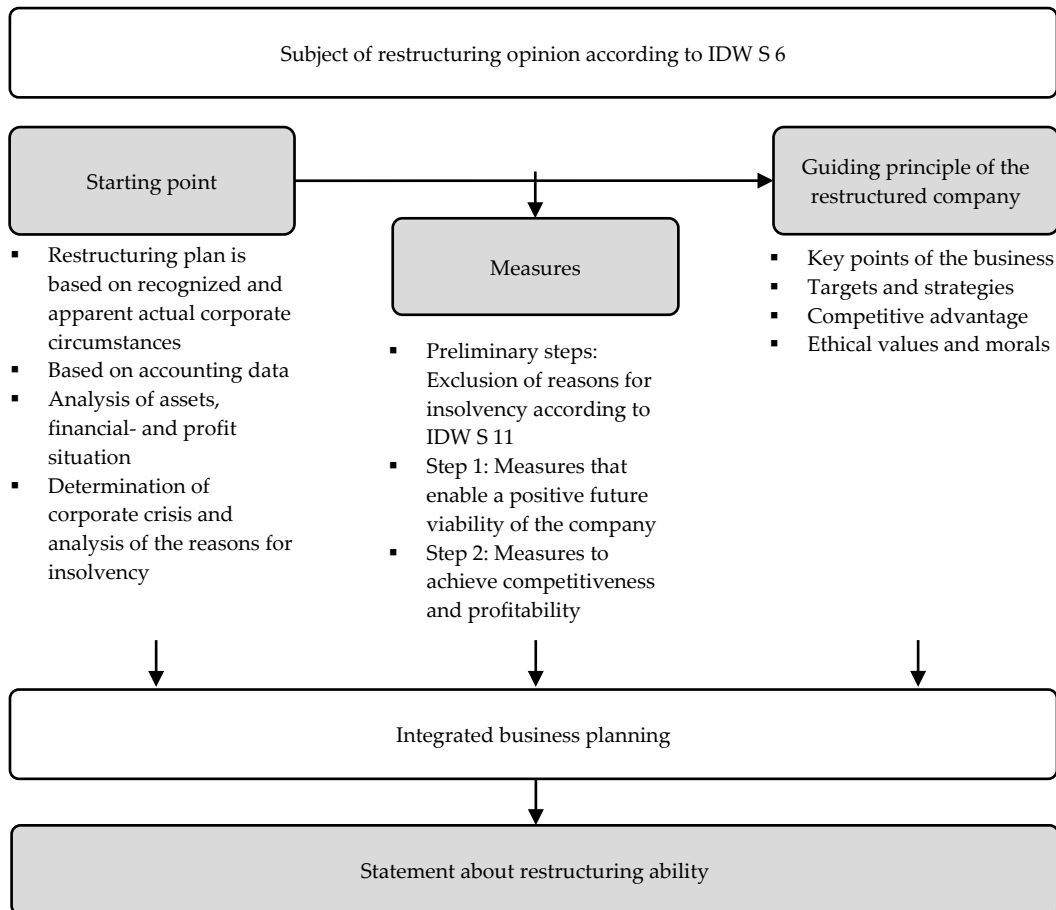 Subject of restructuring opinion according to IDW S 6
Starting point
▪ Restructuring plan is
based on recognized and
apparent actual corporate
circumstances
▪ Based on accounting data
▪ Analysis of assets,
financial- and profit
situation
▪ Determination of
corporate crisis and
analysis of the reasons for
insolvency
Measures
▪ Preliminary steps:
Exclusion of reasons for
insolvency according to
IDW S 11
▪ Step 1: Measures that
enable a positive future
viability of the company
▪ Step 2: Measures to
achieve competitiveness
and profitability
Guiding principle of the
restructured company
▪ Key points of the business
▪ Targets and strategies
▪ Competitive advantage
▪ Ethical values and morals
Integrated business planning
Statement about restructuring ability